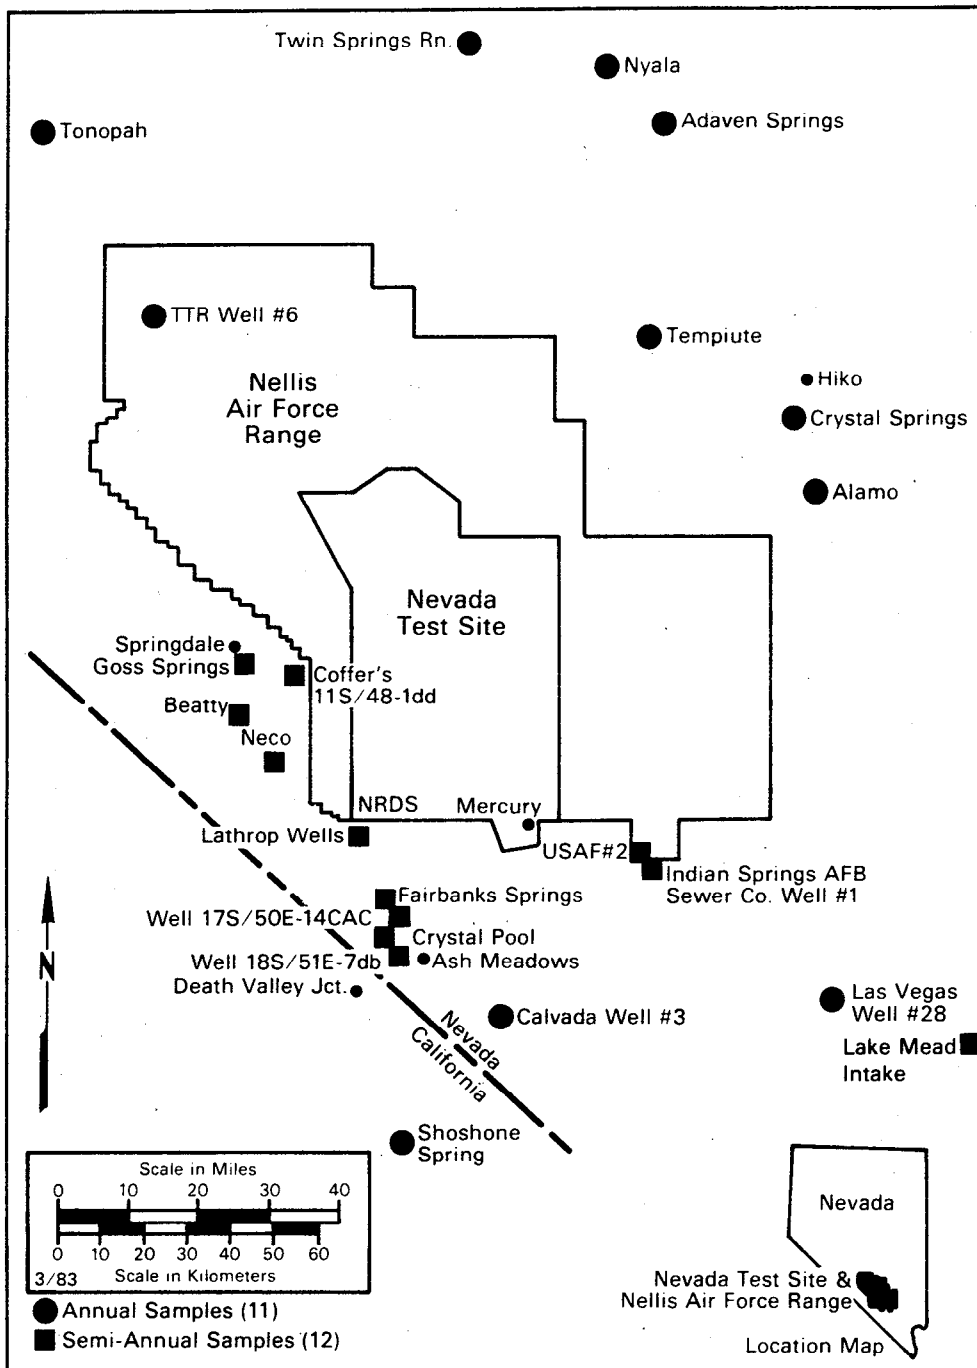 Twin Springs Rn.
Nyala
Adaven Springs
Tonopah
TTR Well #6
Tempiute
Hiko
Crystal Springs
Nellis
Air Force
Range
Alamo
Nevada
Test Site
Springdale
Goss Springs
Coffer's
11S/48-1dd
Beatty
Neco
NRDS
Mercury
Lathrop Wells
USAF#2
Indian Springs AFB
Sewer Co. Well #1
Fairbanks Springs
Well 17S/50E-14CAC
Crystal Pool
Well 18S/51E-7db
Ash Meadows
Death Valley Jct.
N
Calvada Well #3
Las Vegas
Well #28
Nevada
California
Lake Mead
Intake
Shoshone
Spring
Scale in Miles
0 10 20 30 40
0 10 20 30 40 50 60
3/83 Scale in Kilometers
Annual Samples (11)
Semi-Annual Samples (12)
Nevada
Nevada Test Site &
Nellis Air Force Range
Location Map